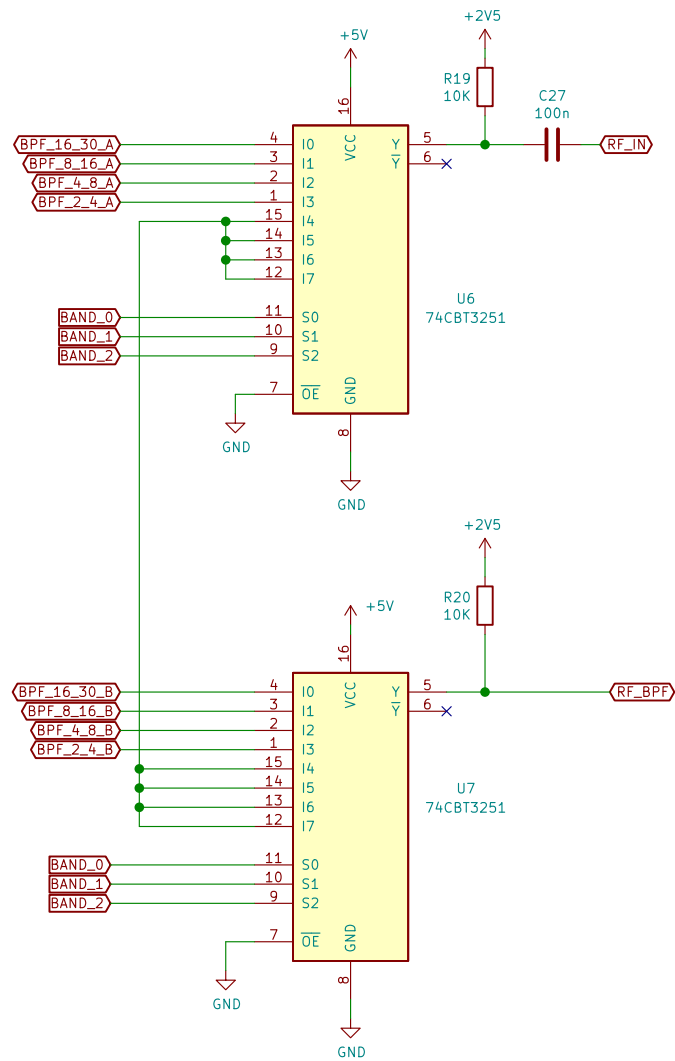 +2V5
+5V
R19
10K
C27
100n
16
VCC
BPF_16_30_A 4 I0 Y 5 RF_IN
BPF_8_16_A 3 I1 Y 6
BPF_4_8_A 2 I2
BPF_2_4_A 1 I3
15 I4
14 I5
13 I6
12 I7
U6
74CBT3251
BAND_0 11 S0
BAND_1 10 S1
BAND_2 9 S2
7 OE
GND
8
GND
GND
+2V5
R20
10K
+5V
16
VCC
BPF_16_30_B 4 I0 Y 5 RF_BPF
BPF_8_16_B 3 I1 Y 6
BPF_4_8_B 2 I2
BPF_2_4_B 1 I3
15 I4
14 I5
13 I6
12 I7
U7
74CBT3251
BAND_0 11 S0
BAND_1 10 S1
BAND_2 9 S2
7 OE
GND
8
GND
GND